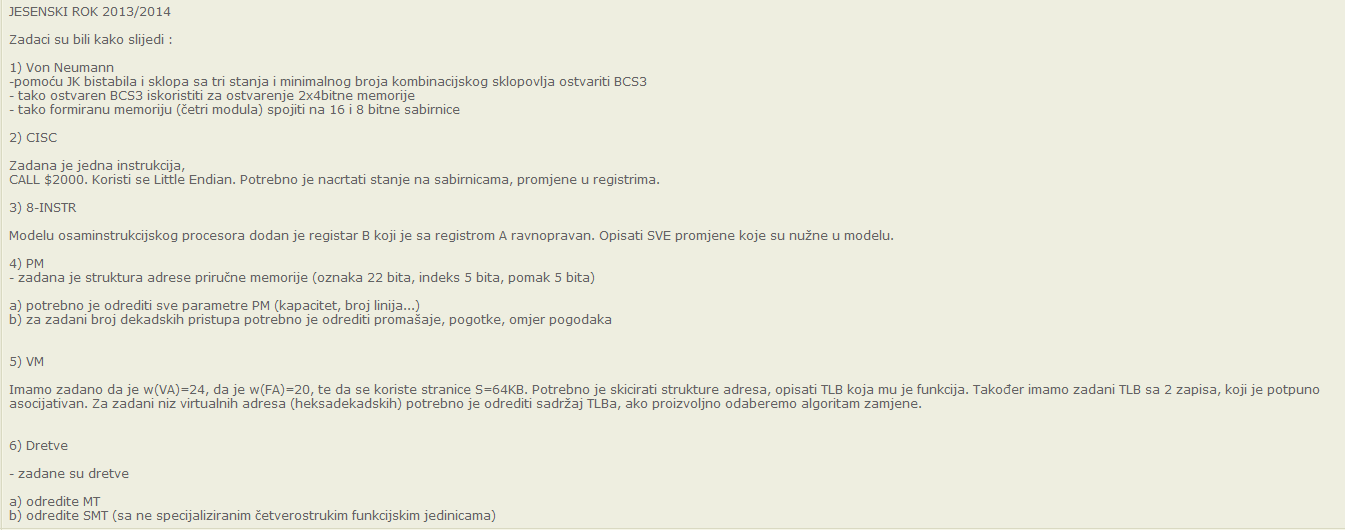 JESENSKI ROK 2013/2014
Zadaci su bili kako slijedi :
1) Von Neumann
-pomoću JK bistabila i sklopa sa tri stanja i minimalnog broja kombinacijskog sklopovlja ostvariti BCS3
- tako ostvaren BCS3 iskoristiti za ostvarenje 2x4bitne memorije
- tako formiranu memoriju (četri modula) spojiti na 16 i 8 bitne sabirnice
2) CISC
Zadana je jedna instrukcija,
CALL $2000. Koristi se Little Endian. Potrebno je nacrtati stanje na sabirnicama, promjene u registrima.
3) 8-INSTR
Modelu osaminstrukcijskog procesora dodan je registar B koji je sa registrom A ravnopravan. Opisati SVE promjene koje su nužne u modelu.
4) PM
- zadana je struktura adrese priručne memorije (oznaka 22 bita, indeks 5 bita, pomak 5 bita)
a) potrebno je odrediti sve parametre PM (kapacitet, broj linija...)
b) za zadani broj dekadskih pristupa potrebno je odrediti promašaje, pogotke, omjer pogodaka
5) VM
Imamo zadano da je w(VA)=24, da je w(FA)=20, te da se koriste stranice S=64KB. Potrebno je skicirati strukture adresa, opisati TLB koja mu je funkcija. Također imamo zadani TLB sa 2 zapisa, koji je potpuno
asocijativan. Za zadani niz virtualnih adresa (heksadekadskih) potrebno je odrediti sadržaj TLBa, ako proizvoljno odaberemo algoritam zamjene.
6) Dretve
- zadane su dretve
a) odredite MT
b) odredite SMT (sa ne specijaliziranim četverostrukim funkcijskim jedinicama)